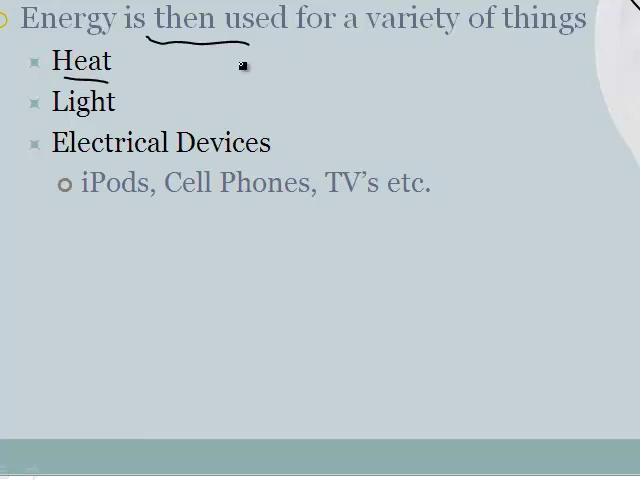 Energy is then used for a variety of things
Heat
Light
Electrical Devices
iPods, Cell Phones, TV's etc.